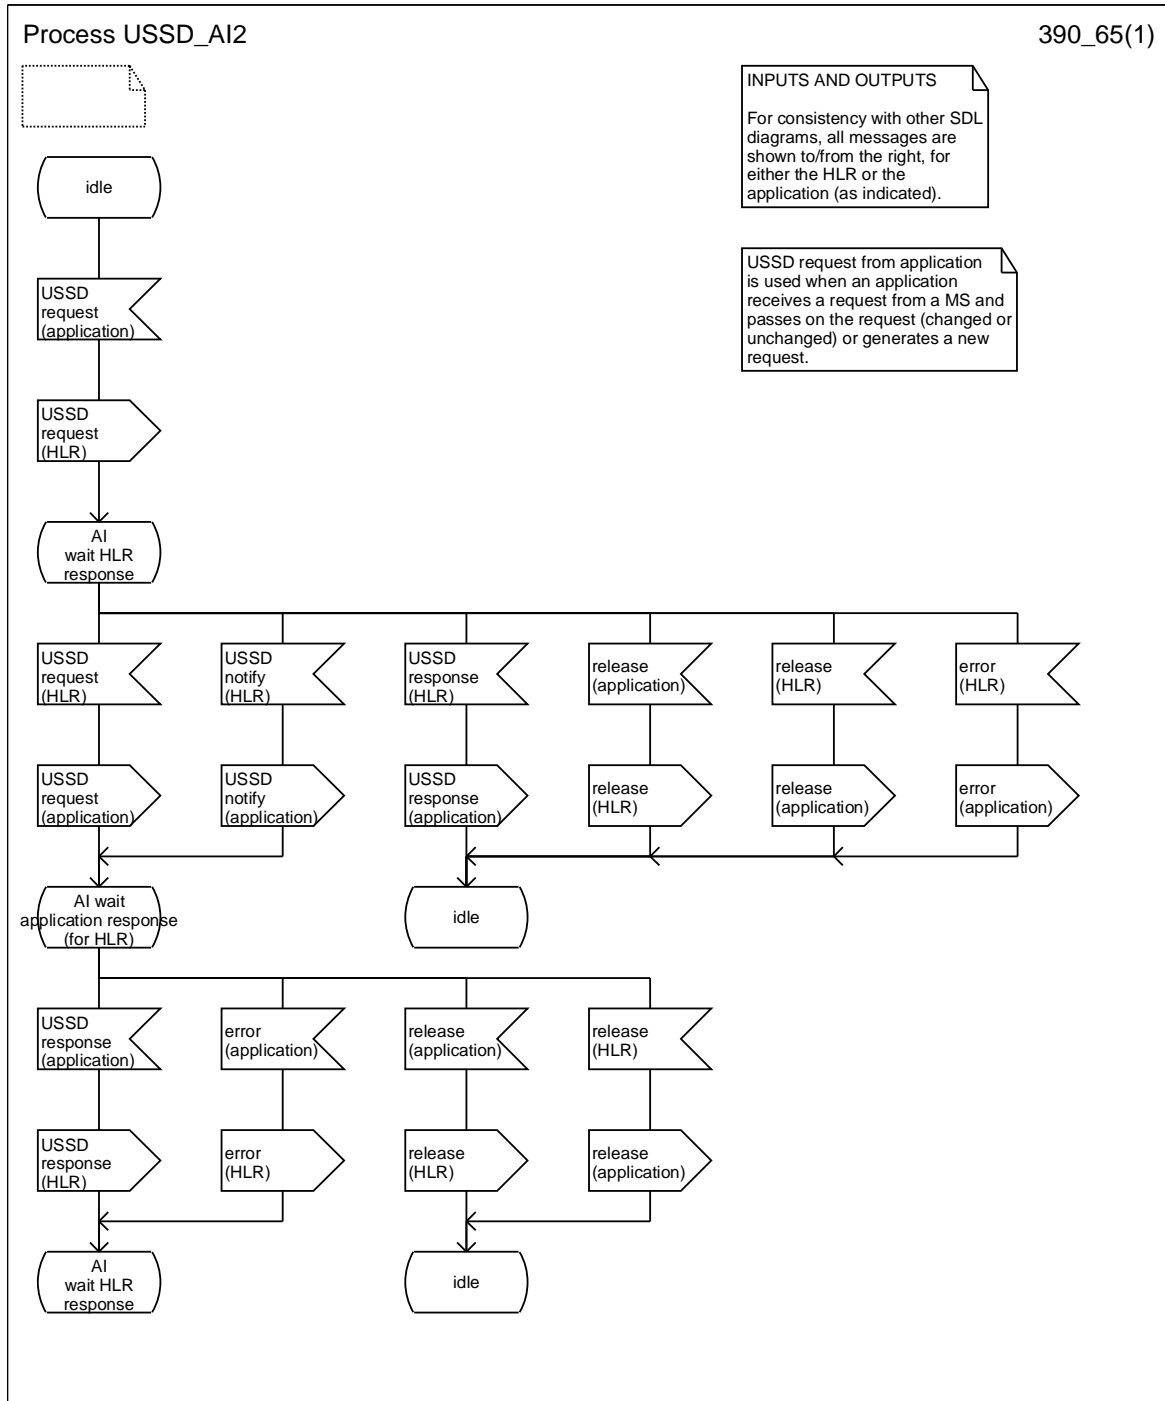 Process USSD_AI2
390_65(1)
INPUTS AND OUTPUTS
For consistency with other SDL
diagrams, all messages are
shown to/from the right, for
either the HLR or the
application (as indicated).
idle
USSD request from application
is used when an application
receives a request from a MS and
passes on the request (changed or
unchanged) or generates a new
request.
USSD
request
(application)
USSD
request
(HLR)
AI
wait HLR
response
USSD
request
(HLR)
USSD
notify
(HLR)
USSD
response
(HLR)
release
(application)
release
(HLR)
error
(HLR)
USSD
request
(application)
USSD
notify
(application)
USSD
response
(application)
release
(HLR)
release
(application)
error
(application)
AI wait
application response
(for HLR)
idle
USSD
response
(application)
error
(application)
release
(application)
release
(HLR)
USSD
response
(HLR)
error
(HLR)
release
(HLR)
release
(application)
AI
wait HLR
response
idle